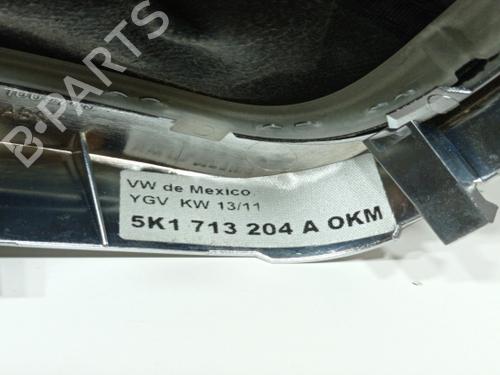 B·PARTS
VW de Mexico.
YGV KW 13/11
5K1 713 204 A OKM